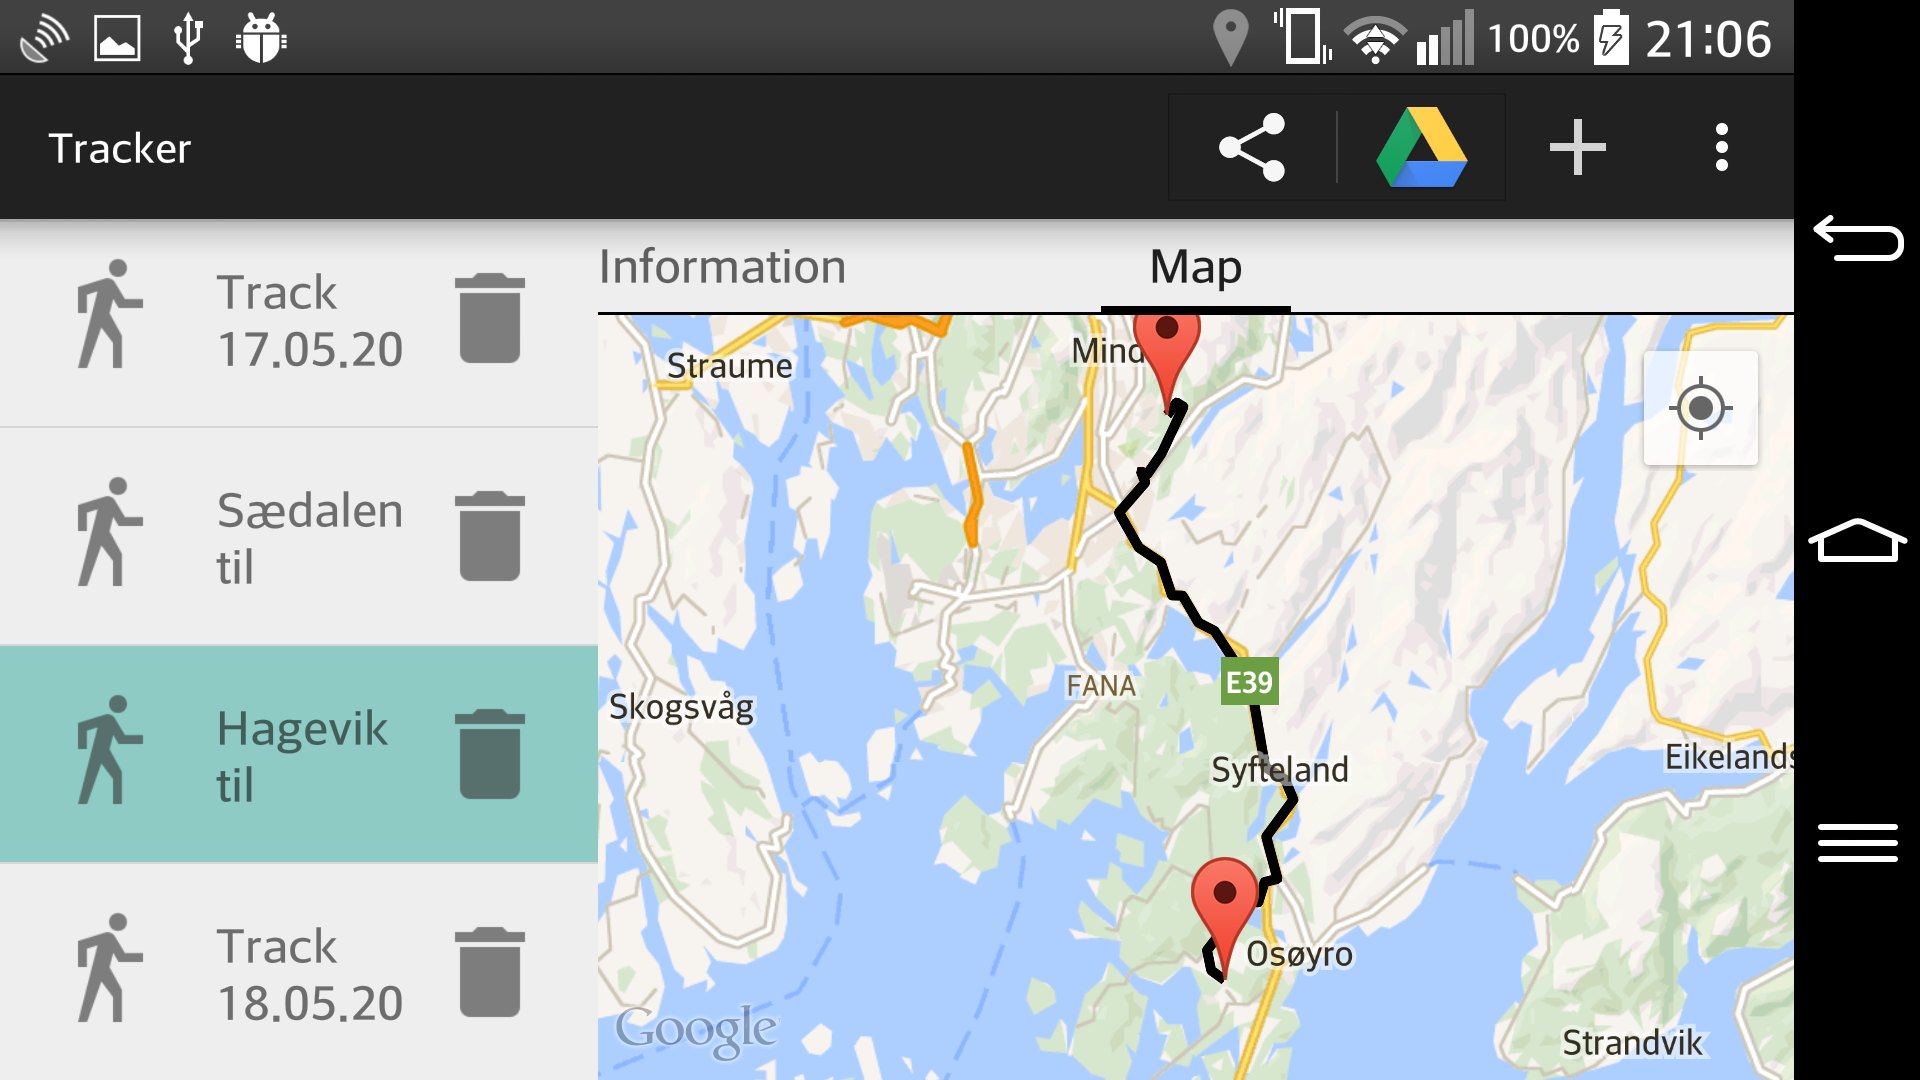 100%
21:06
Tracker
Track
17.05.20
Sædalen
til
Hagevik
til
Track
18.05.20
Information
Map
Straume
Mind
FANA
E39
Skogsvåg
Syfteland
Eikelands
Osøyro
Google
Strandvik